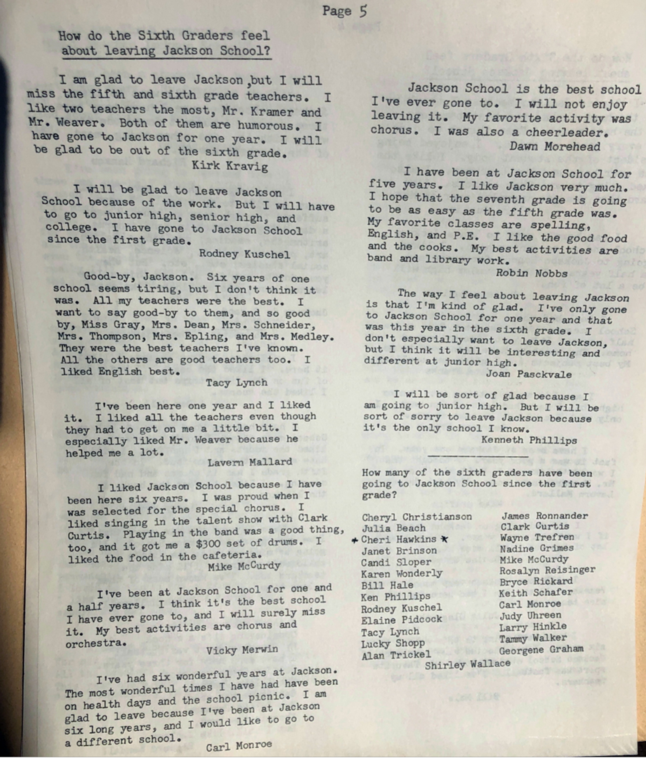 Page 5
How do the Sixth Graders feel
about leaving Jackson School?
I am glad to leave Jackson,but I will
miss the fifth and sixth grade teachers. I
like two teachers the most, Mr. Kramer and
Mr. Weaver. Both of them are humorous. I
have gone to Jackson for one year. I will
be glad to be out of the sixth grade.
Kirk Kravig
I will be glad to leave Jackson
School because of the work. But I will have
to go to junior high, senior high, and
college. I have gone to Jackson School
since the first grade.
Rodney Kuschel
Good-by, Jackson. Six years of one
school seems tiring, but I don't think it
was. All my teachers were the best. I
want to say good-by to them, and so good
by, Miss Gray, Mrs. Dean, Mrs. Schneider,
Mrs. Thompson, Mrs. Epling, and Mrs. Medley.
They were the best teachers I've known.
All the others are good teachers too. I
liked English best.
Tacy Lynch
I've been here one year and I liked
it. I liked all the teachers even though
they had to get on me a little bit. I
especially liked Mr. Weaver because he
helped me a lot.
Lavern Mallard
I liked Jackson School because I have
been here six years. I was proud when I
was selected for the special chorus. I
liked singing in the talent show with Clark
Curtis. Playing in the band was a good thing,
too, and it got me a $300 set of drums. I
liked the food in the cafeteria.
Mike McCurdy
I've been at Jackson School for one and
a half years. I think it's the best school
I have ever gone to, and I will surely miss
it. My best activities are chorus and
orchestra.
Vicky Merwin
I've had six wonderful years at Jackson.
The most wonderful times I have had have been
on health days and the school picnic. I am
glad to leave because I've been at Jackson
six long years, and I would like to go to
a different school.
Carl Monroe
Jackson School is the best school
I've ever gone to. I will not enjoy
leaving it. My favorite activity was
chorus. I was also a cheerleader.
Dawn Morehead
I have been at Jackson School for
five years. I like Jackson very much.
I hope that the seventh grade is going
to be as easy as the fifth grade was.
My favorite classes are spelling,
English, and P.E. I like the good food
and the cooks. My best activities are
band and library work.
Robin Nobbs
The way I feel about leaving Jackson
is that I'm kind of glad. I've only gone
to Jackson School for one year and that
was this year in the sixth grade. I
don't especially want to leave Jackson,
but I think it will be interesting and
different at junior high.
Joan Pasckvale
I will be sort of glad because I
am going to junior high. But I will be
sort of sorry to leave Jackson because
it's the only school I know.
Kenneth Phillips
How many of the sixth graders have been
going to Jackson School since the first
grade?
Cheryl Christianson
Julia Beach
Cheri Hawkins
Janet Brinson
Candi Sloper
Karen Wonderly
Bill Hale
Ken Phillips
Rodney Kuschel
Elaine Pidcock
Tacy Lynch
Lucky Shopp
Alan Trickel
James Ronnander
Clark Curtis
Wayne Trefren
Nadine Grimes
Mike McCurdy
Rosalyn Reisinger
Bryce Rickard
Keith Schafer
Carl Monroe
Judy Uhreen
Larry Hinkle
Tammy Walker
Georgene Graham
Shirley Wallace